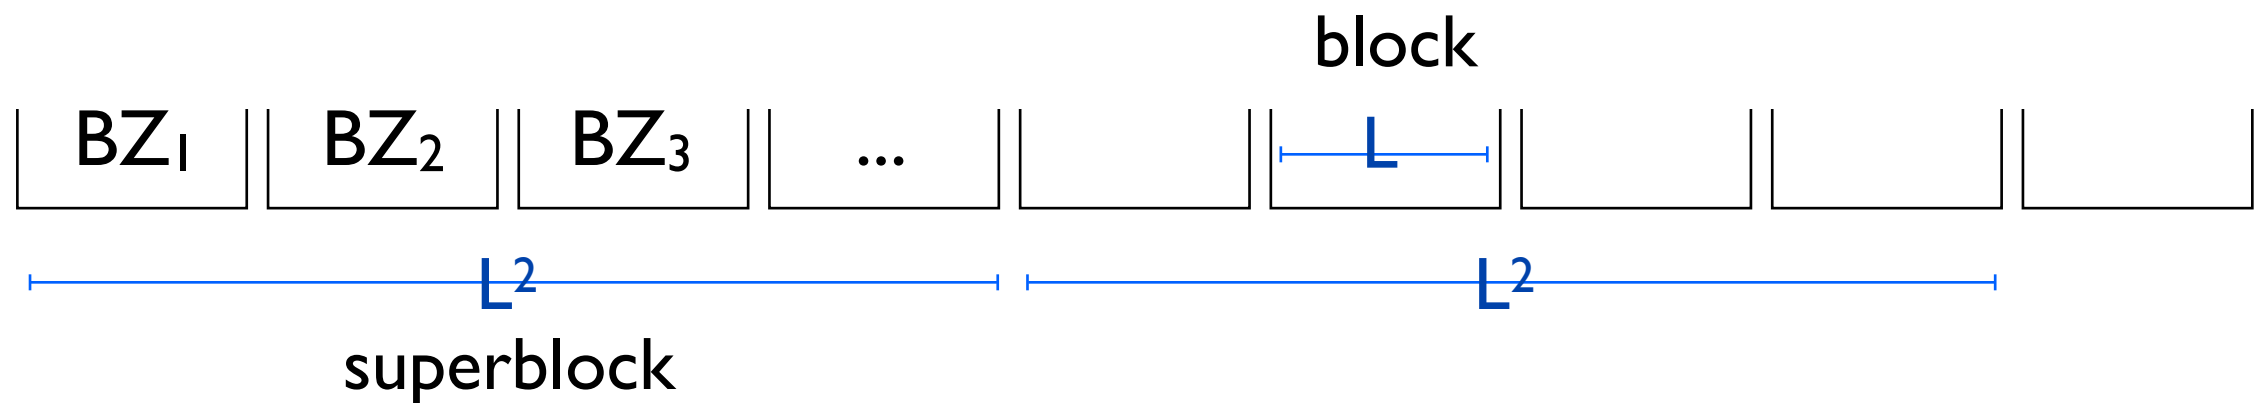 block
BZ₁ BZ₂ BZ₃ ... L
L² L²
superblock